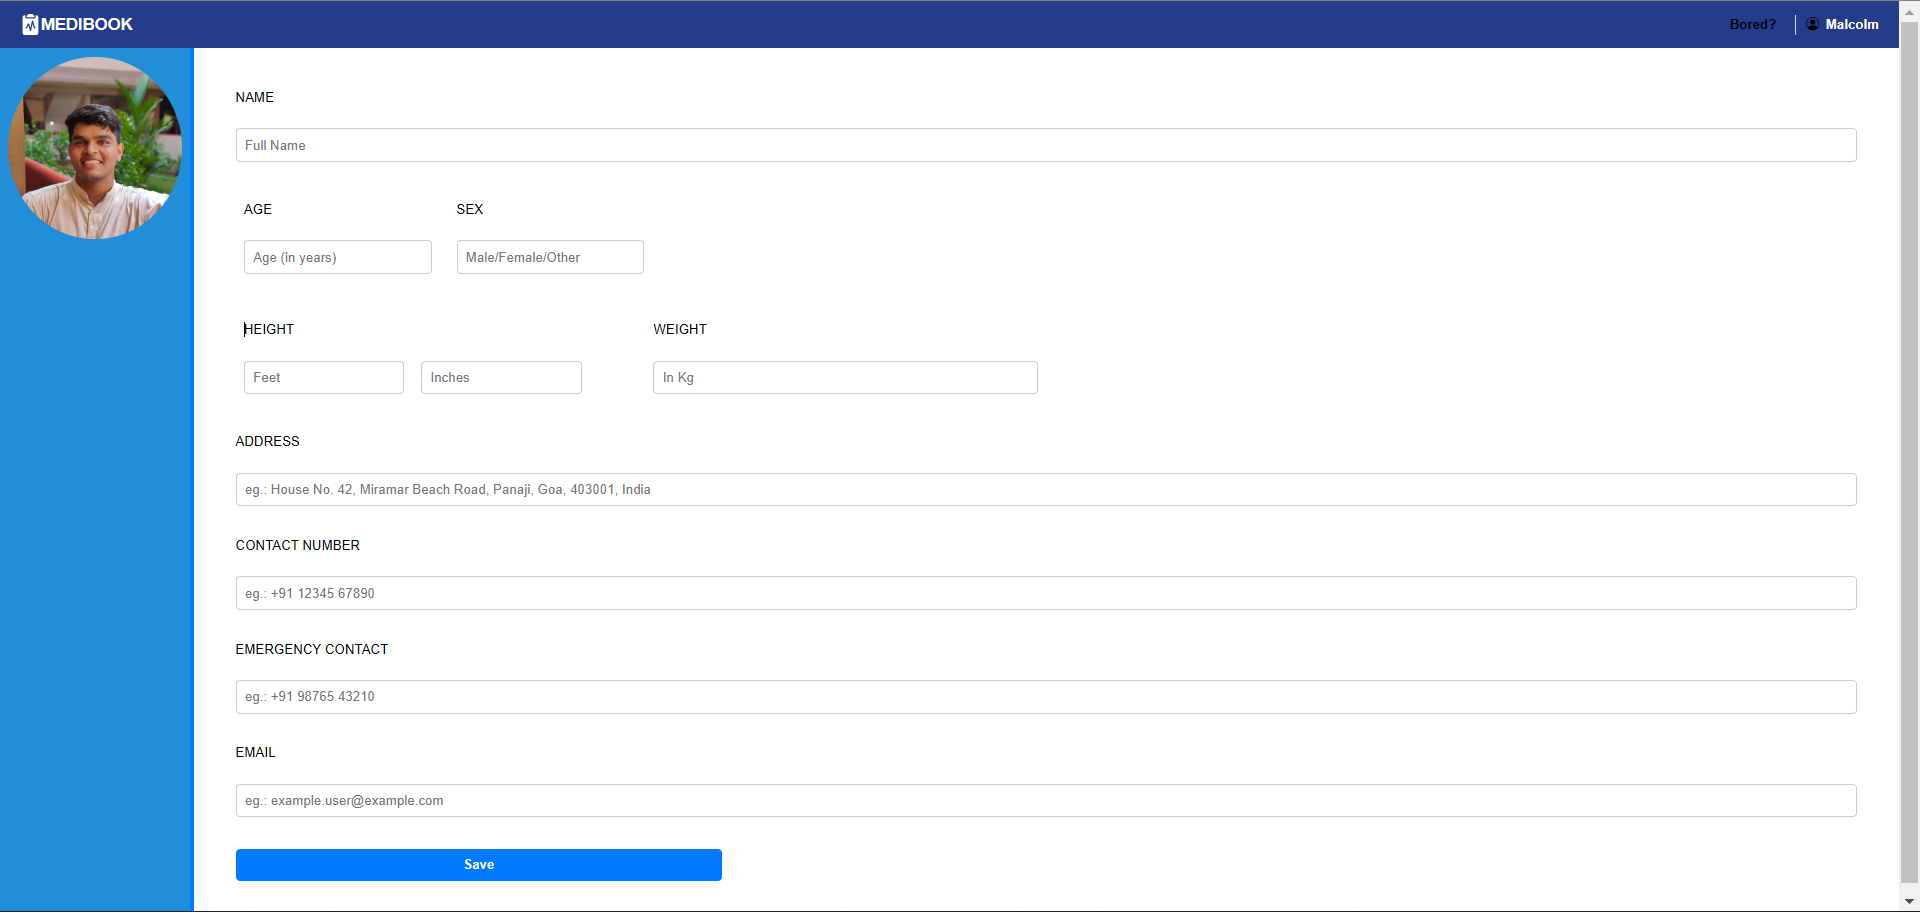 MEDIBOOK
Bored?
Malcolm
NAME
Full Name
AGE
SEX
Age (in years)
Male/Female/Other
HEIGHT
WEIGHT
Feet
Inches
In Kg
ADDRESS
eg.: House No. 42, Miramar Beach Road, Panaji, Goa, 403001, India
CONTACT NUMBER
eg.: +91 12345 67890
EMERGENCY CONTACT
eg.: +91 98765 43210
EMAIL
eg.: example.user@example.com
Save